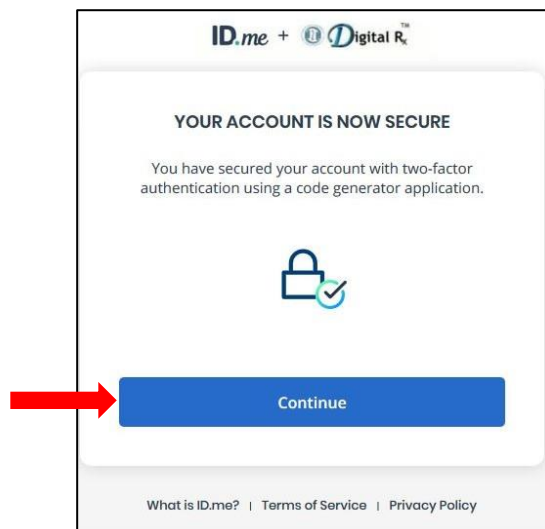 ID.me + Digital Rx™
YOUR ACCOUNT IS NOW SECURE
You have secured your account with two-factor
authentication using a code generator application.
Continue
What is ID.me? | Terms of Service | Privacy Policy